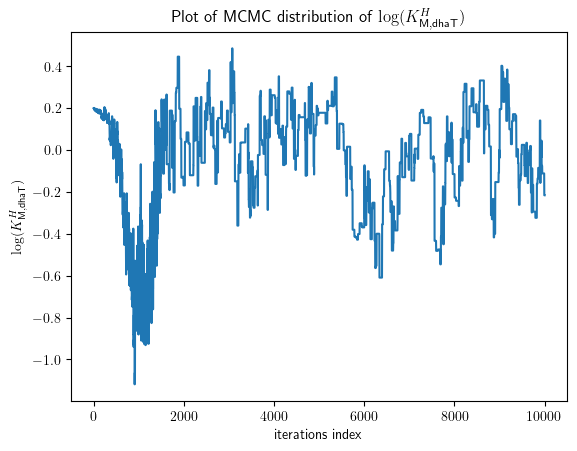 Plot of MCMC distribution of log(K^H_{M,dhaT})
0.4
0.2
0.0
−0.2
−0.4
−0.6
−0.8
−1.0
log(K^H_{M,dhaT})
0 2000 4000 6000 8000 10000
iterations index